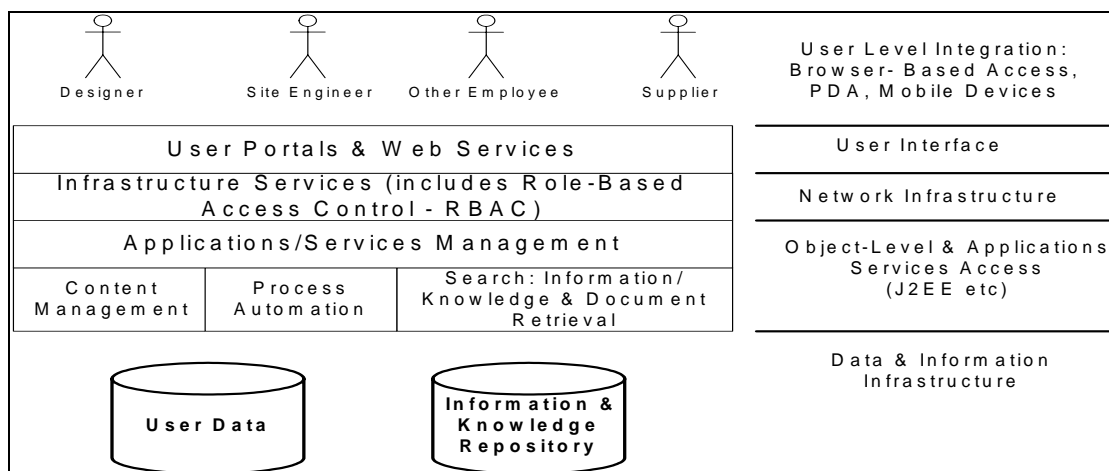 Designer
Site Engineer
Other Employee
Supplier
User Level Integration:
Browser- Based Access,
PDA, Mobile Devices
User Portals & Web Services
User Interface
Infrastructure Services (includes Role-Based
Access Control - RBAC)
Network Infrastructure
Applications/Services Management
Object-Level & Applications
Services Access
(J2EE etc)
Content
Management
Process
Automation
Search: Information/
Knowledge & Document
Retrieval
Data & Information
Infrastructure
User Data
Information &
Knowledge
Repository